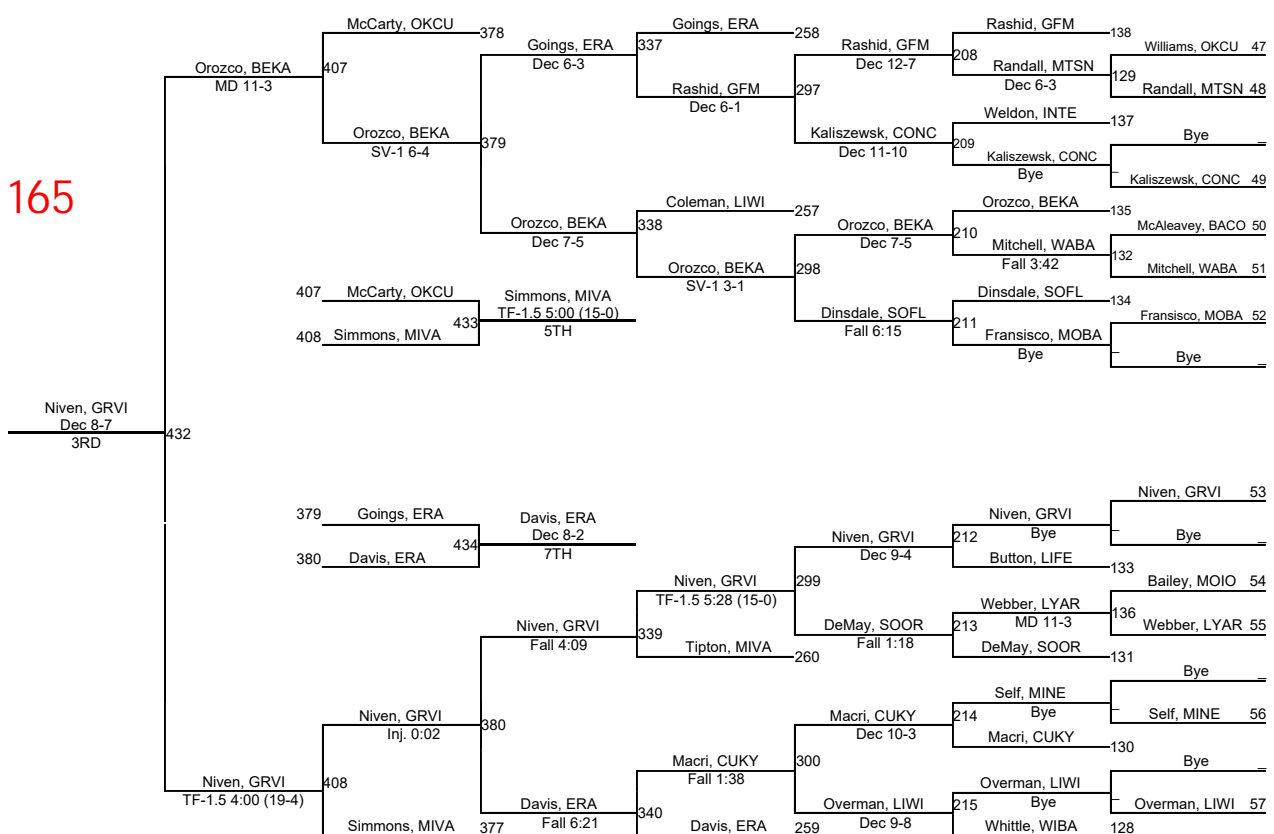 McCarty, OKCU
378
Goings, ERA
258
Rashid, GFM
138
Goings, ERA
337
Dec 6-3
Rashid, GFM
208
Dec 12-7
Williams, OKCU 47
Orozco, BEKA
407
MD 11-3
Randall, MTSN
129
Dec 6-3
Rashid, GFM
297
Dec 6-1
Randall, MTSN 48
Weldon, INTE
137
Orozco, BEKA
379
SV-1 6-4
Kaliszewsk, CONC
209
Dec 11-10
Bye _
Kaliszewsk, CONC
_
Bye
Kaliszewsk, CONC 49
165
Coleman, LIWI
257
Orozco, BEKA
135
Orozco, BEKA
338
Dec 7-5
Orozco, BEKA
210
Dec 7-5
McAleavey, BACO 50
Mitchell, WABA
132
Fall 3:42
Orozco, BEKA
298
SV-1 3-1
Mitchell, WABA 51
407 McCarty, OKCU
Simmons, MIVA
433
TF-1.5 5:00 (15-0)
5TH
Dinsdale, SOFL
134
Dinsdale, SOFL
211
Fall 6:15
Fransisco, MOBA 52
408 Simmons, MIVA
Fransisco, MOBA
_
Bye
Bye _
Niven, GRVI
Dec 8-7
432
3RD
Niven, GRVI 53
379 Goings, ERA
Davis, ERA
434
Dec 8-2
7TH
Niven, GRVI
_
Bye
Niven, GRVI
212
Dec 9-4
Bye _
380 Davis, ERA
Button, LIFE
133
Niven, GRVI
299
TF-1.5 5:28 (15-0)
Bailey, MOIO 54
Webber, LYAR
136
MD 11-3
Niven, GRVI
339
Fall 4:09
DeMay, SOOR
213
Fall 1:18
Webber, LYAR 55
Tipton, MIVA
260
DeMay, SOOR
131
Bye _
Self, MINE
_
Bye
Niven, GRVI
380
Inj. 0:02
Macri, CUKY
214
Dec 10-3
Self, MINE 56
Macri, CUKY
130
Macri, CUKY
300
Fall 1:38
Bye _
Niven, GRVI
408
TF-1.5 4:00 (19-4)
Overman, LIWI
_
Bye
Davis, ERA
340
Fall 6:21
Overman, LIWI
215
Dec 9-8
Overman, LIWI 57
Simmons, MIVA 377
Davis, ERA 259
Whittle, WIBA 128